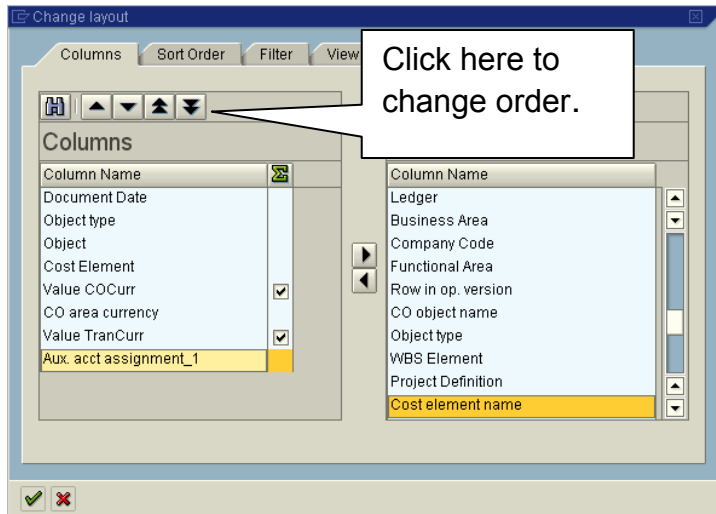 Change layout
Columns
Sort Order
Filter
View
Click here to
change order.
Columns
Column Name
Document Date
Object type
Object
Cost Element
Value COCurr
CO area currency
Value TranCurr
Aux. acct assignment_1
Column Name
Ledger
Business Area
Company Code
Functional Area
Row in op. version
CO object name
Object type
WBS Element
Project Definition
Cost element name